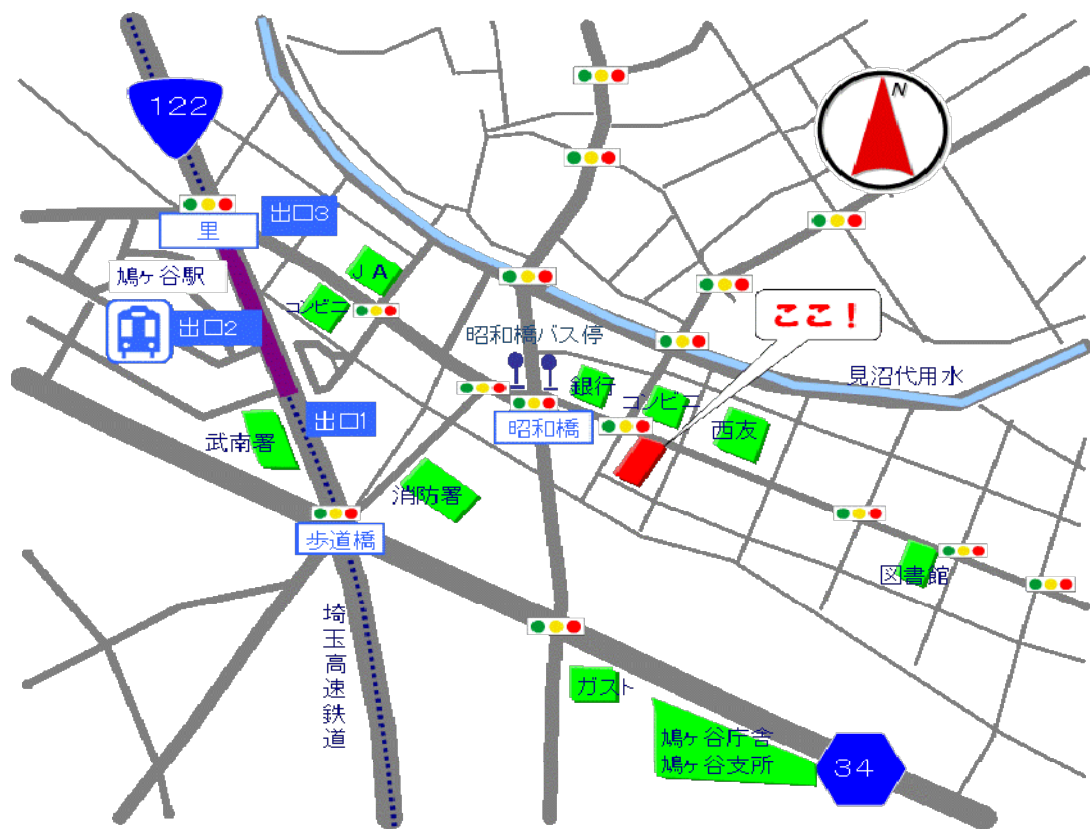 N
122
里
出口3
鳩ヶ谷駅
JA
コンビニ
出口2
ここ！
昭和橋バス停
見沼代用水
銀行
コンビニ
出口1
昭和橋
西友
武南署
消防署
歩道橋
図書館
埼玉高速鉄道
ガスト
鳩ヶ谷庁舎
鳩ヶ谷支所
34